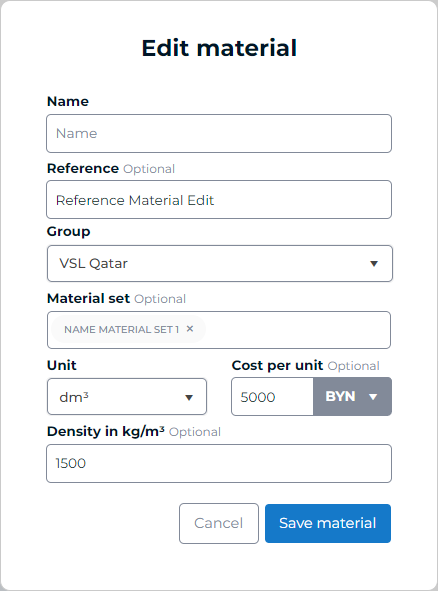 Edit material
Name
Name
Reference Optional
Reference Material Edit
Group
VSL Qatar
Material set Optional
NAME MATERIAL SET 1 ×
Unit
Cost per unit Optional
dm³
5000 BYN
Density in kg/m³ Optional
1500
Cancel
Save material